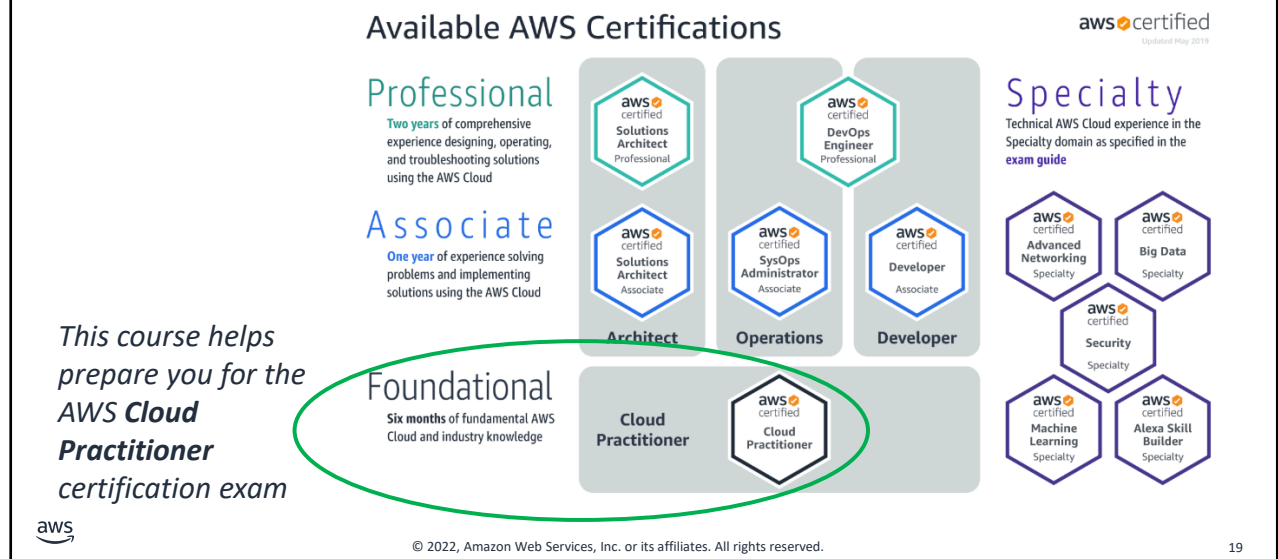 Available AWS Certifications
aws certified
Updated May 2019
Professional
Two years of comprehensive
experience designing, operating,
and troubleshooting solutions
using the AWS Cloud
aws
certified
Solutions
Architect
Professional
aws
certified
DevOps
Engineer
Professional
Specialty
Technical AWS Cloud experience in the
Specialty domain as specified in the
exam guide
Associate
One year of experience solving
problems and implementing
solutions using the AWS Cloud
aws
certified
Solutions
Architect
Associate
aws
certified
SysOps
Administrator
Associate
aws
certified
Developer
Associate
Architect
Operations
Developer
aws
certified
Advanced
Networking
Specialty
aws
certified
Big Data
Specialty
aws
certified
Security
Specialty
aws
certified
Machine
Learning
Specialty
aws
certified
Alexa Skill
Builder
Specialty
This course helps
prepare you for the
AWS Cloud
Practitioner
certification exam
Foundational
Six months of fundamental AWS
Cloud and industry knowledge
Cloud
Practitioner
aws
certified
Cloud
Practitioner
aws
© 2022, Amazon Web Services, Inc. or its affiliates. All rights reserved.
19